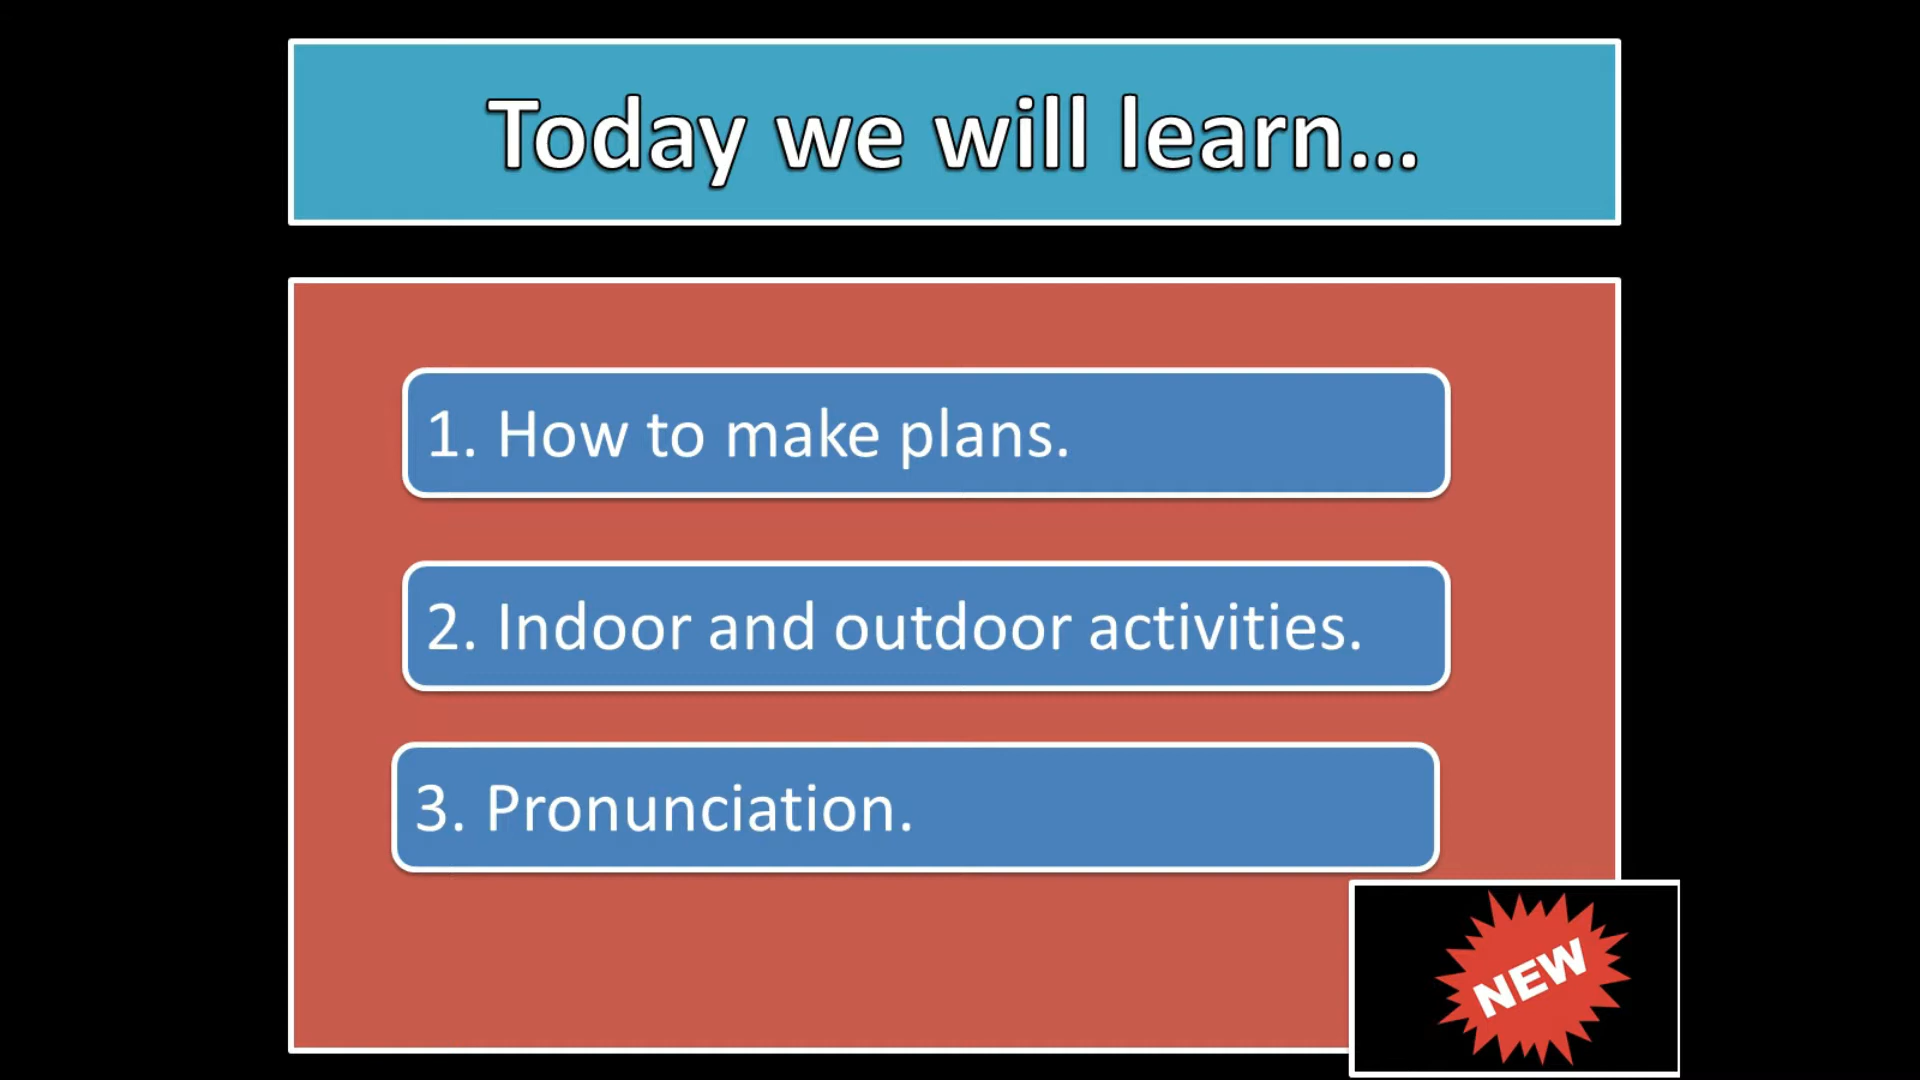 Today we will learn...
1. How to make plans.
2. Indoor and outdoor activities.
3. Pronunciation.
NEW